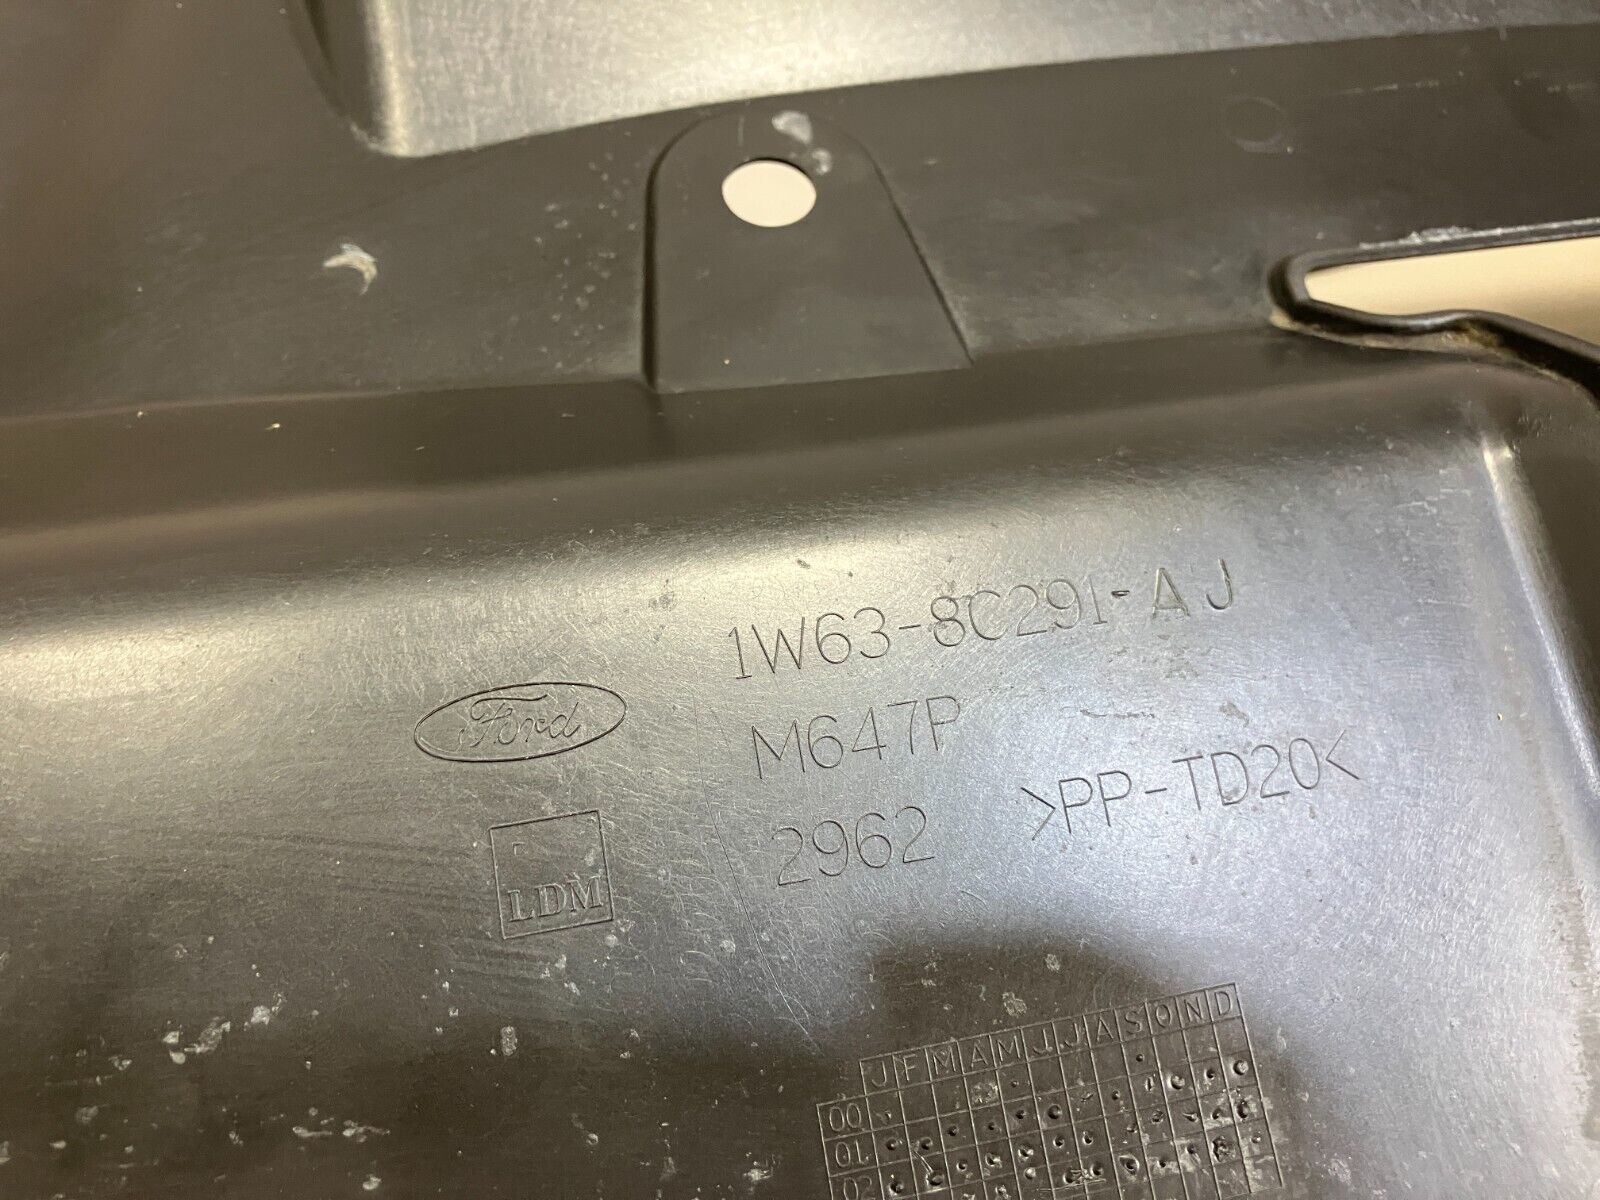 1W63-8C291-AJ
Ford
M647P
2962 >PP-TD20<
LDM
J F M A M J J A S O N D
00
01
02